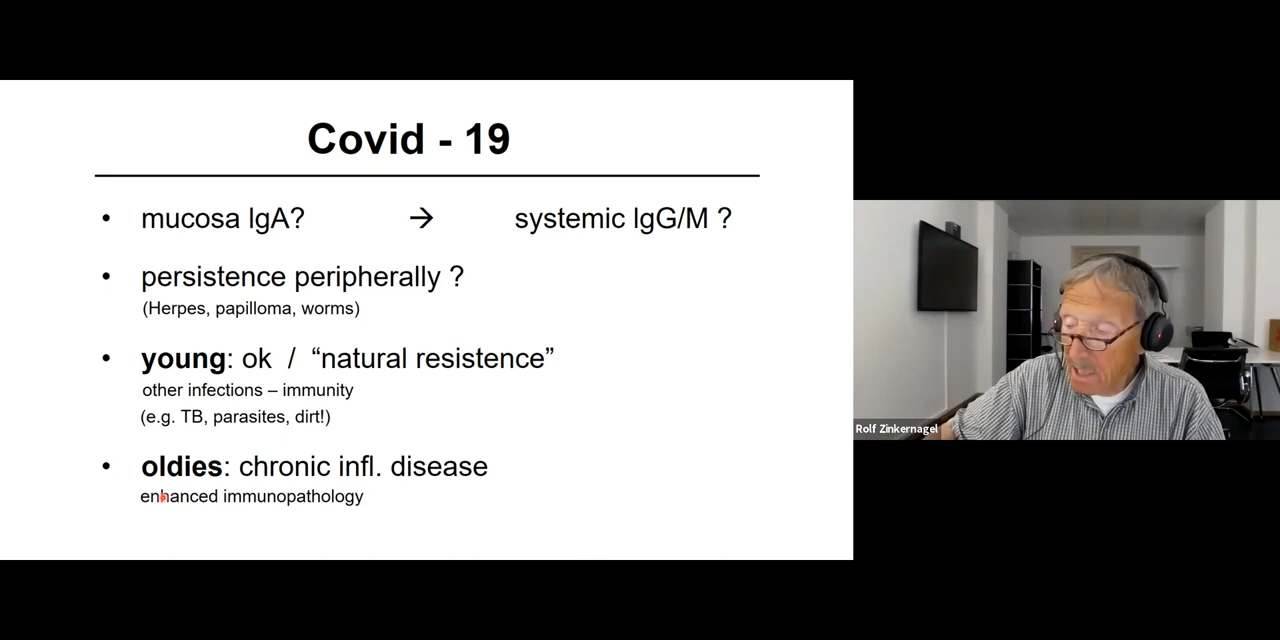 Covid - 19
• mucosa IgA? → systemic IgG/M ?
• persistence peripherally ?
(Herpes, papilloma, worms)
• young: ok / “natural resistence”
other infections – immunity
(e.g. TB, parasites, dirt!)
• oldies: chronic infl. disease
enhanced immunopathology
Rolf Zinkernagel